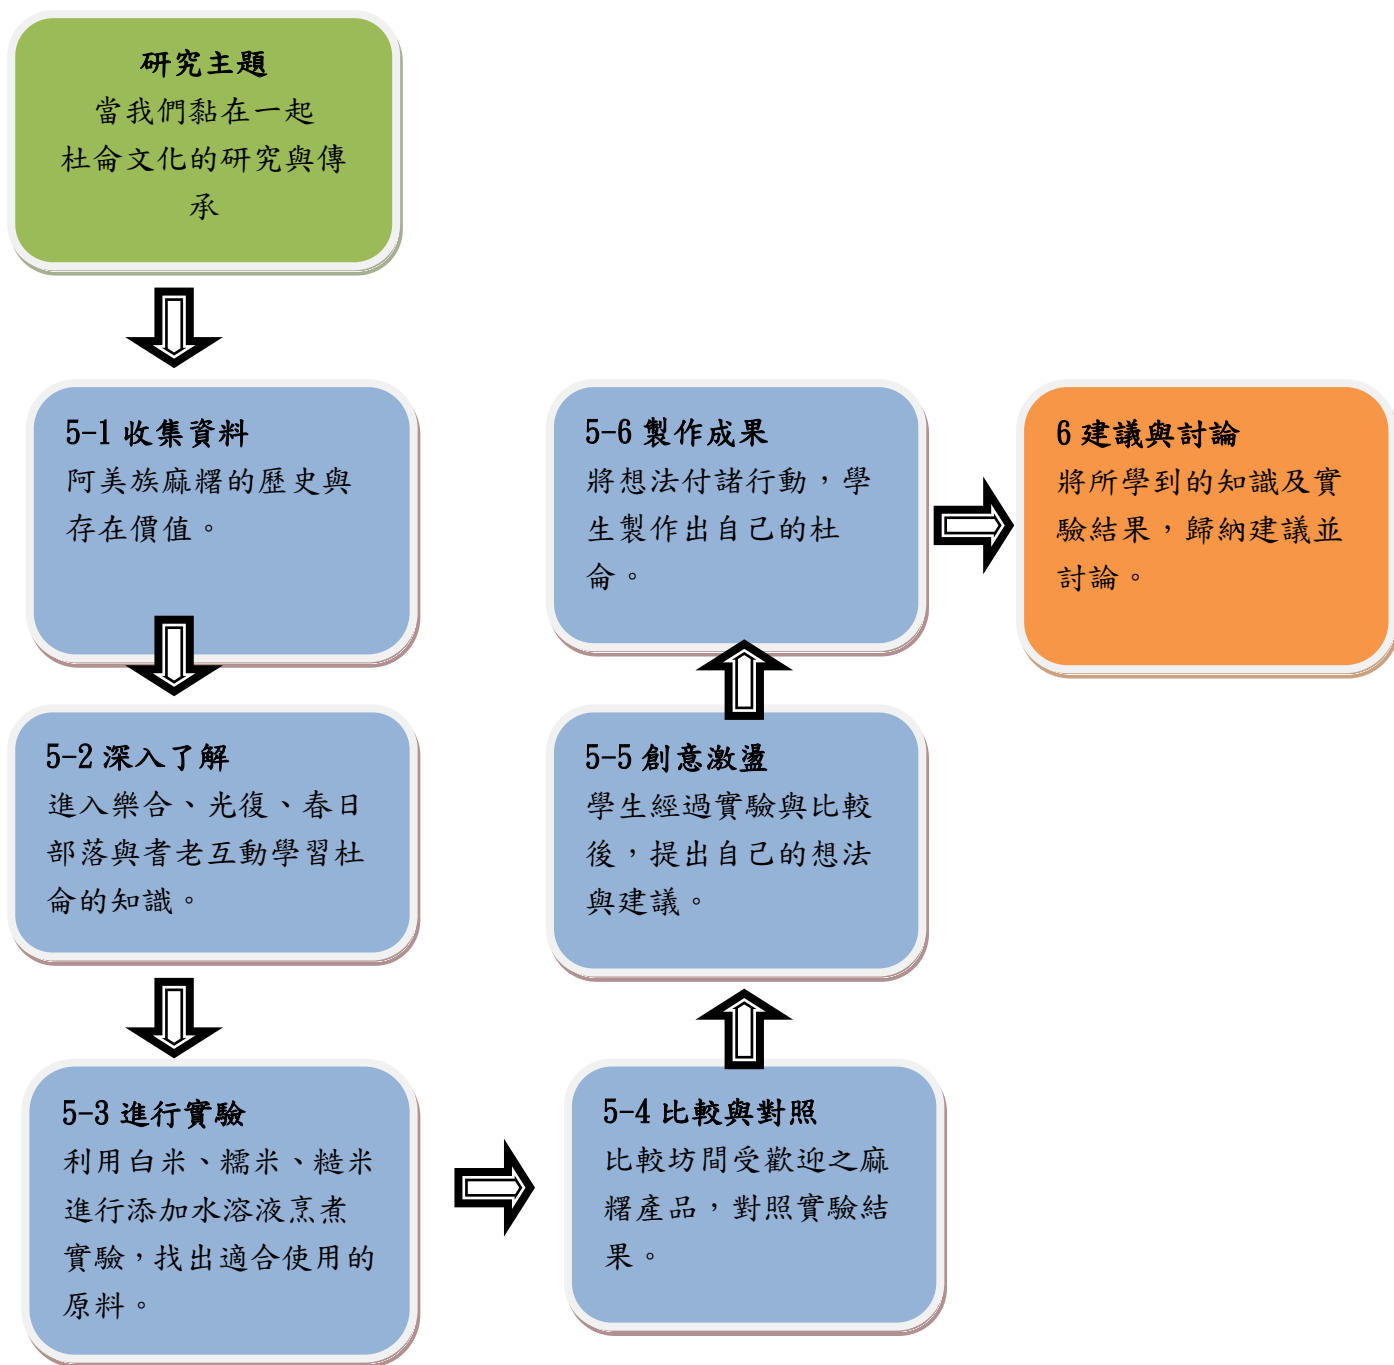 研究主題
當我們黏在一起
杜侖文化的研究與傳
承
5-1 收集資料
阿美族麻糬的歷史與
存在價值。
5-2 深入了解
進入樂合、光復、春日
部落與耆老互動學習杜
侖的知識。
5-3 進行實驗
利用白米、糯米、糙米
進行添加水溶液烹煮
實驗，找出適合使用的
原料。
5-4 比較與對照
比較坊間受歡迎之麻
糬產品，對照實驗結
果。
5-5 創意激盪
學生經過實驗與比較
後，提出自己的想法
與建議。
5-6 製作成果
將想法付諸行動，學
生製作出自己的杜
侖。
6 建議與討論
將所學到的知識及實
驗結果，歸納建議並
討論。